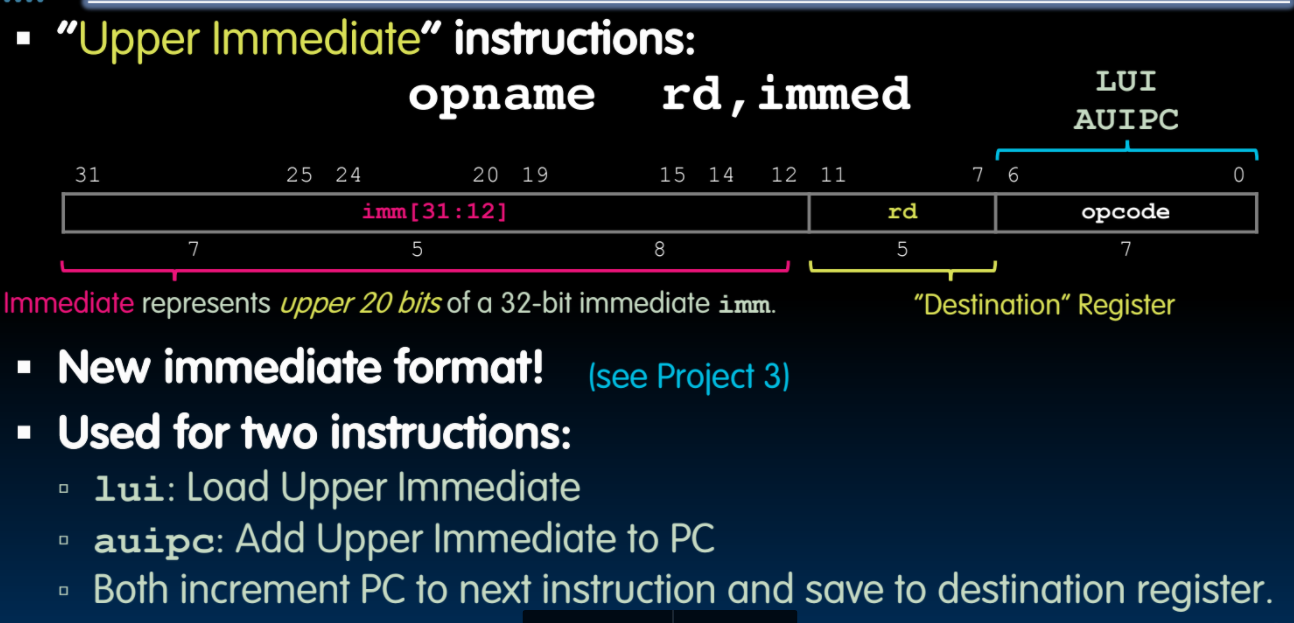 ▪ "Upper Immediate" instructions:
opname rd,immed
LUI
AUIPC
31 25 24 20 19 15 14 12 11 7 6 0
imm[31:12] rd opcode
7 5 8 5 7
Immediate represents upper 20 bits of a 32-bit immediate imm.
"Destination" Register
▪ New immediate format! (see Project 3)
▪ Used for two instructions:
▫ lui: Load Upper Immediate
▫ auipc: Add Upper Immediate to PC
▫ Both increment PC to next instruction and save to destination register.